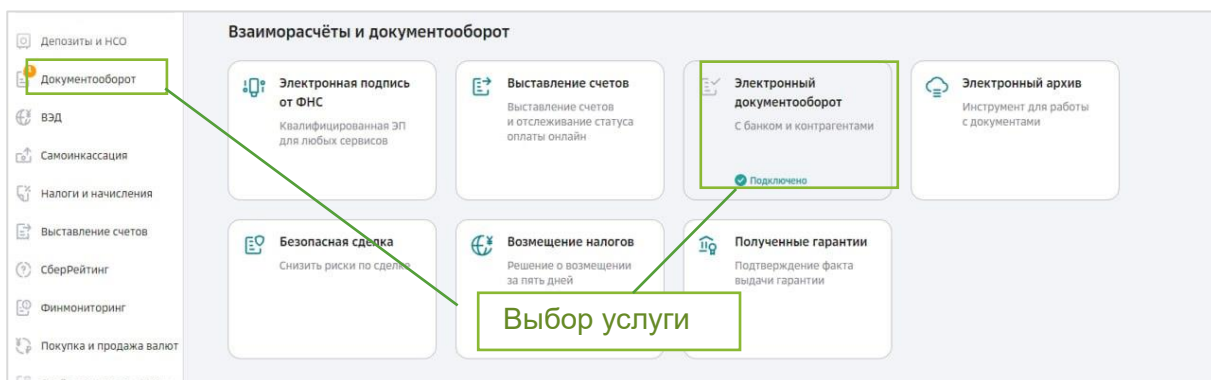 Депозиты и НСО
1
Документооборот
ВЭД
Самоинкассация
Налоги и начисления
Выставление счетов
СберРейтинг
Финмониторинг
Покупка и продажа валют
Взаиморасчёты и документооборот
Электронная подпись
от ФНС
Квалифицированная ЭП
для любых сервисов
Выставление счетов
Выставление счетов
и отслеживание статуса
оплаты онлайн
Электронный
документооборот
С банком и контрагентами
Подключено
Электронный архив
Инструмент для работы
с документами
Безопасная сделка
Снизить риски по сделке
Возмещение налогов
Решение о возмещении
за пять дней
Полученные гарантии
Подтверждение факта
выдачи гарантии
Выбор услуги